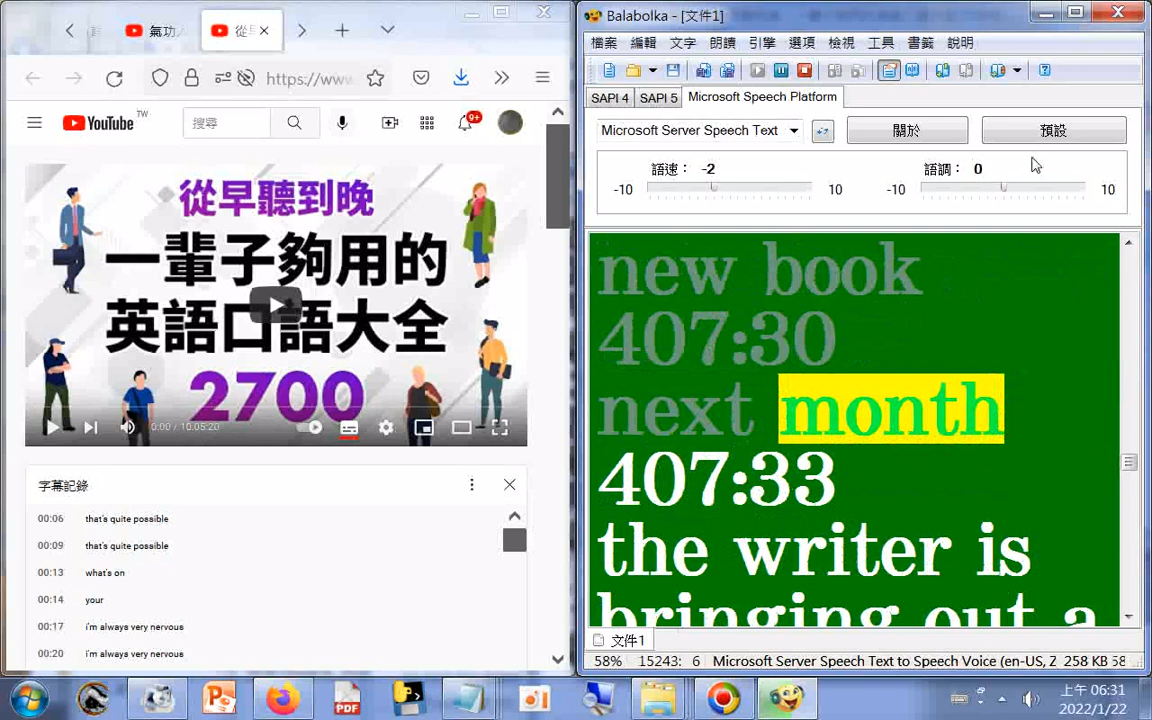 氣功
從
https://www
YouTube TW
搜尋
9+
從早聽到晚
一輩子夠用的
英語口語大全
2700
0:00 / 10:05:20
字幕記錄
00:06 that's quite possible
00:09 that's quite possible
00:13 what's on
00:14 your
00:17 i'm always very nervous
00:20 i'm always very nervous
Balabolka - [文件1]
檔案 編輯 文字 朗讀 引擎 選項 檢視 工具 書籤 說明
SAPI 4 SAPI 5 Microsoft Speech Platform
Microsoft Server Speech Text 關於 預設
語速： -2 語調： 0
-10 10 -10 10
new book
407:30
next month
407:33
the writer is
bringing out a
文件1
58% 15243: 6 Microsoft Server Speech Text to Speech Voice (en-US, Z 258 KB 58
PDF
上午 06:31
2022/1/22